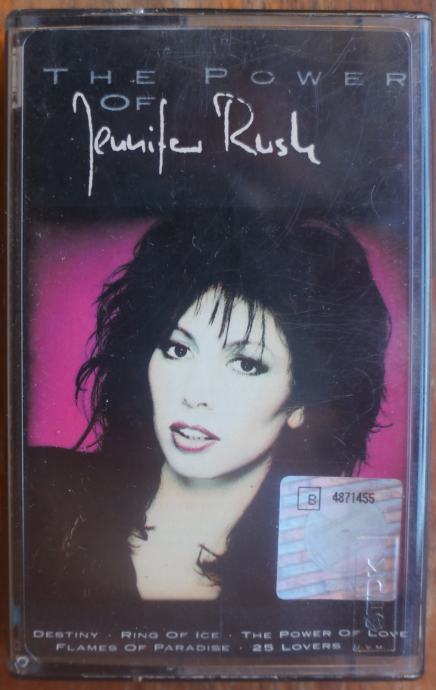 THE POWER
OF
Jennifer Rush
B 4871455
DESTINY · RING OF ICE · THE POWER OF LOVE
FLAMES OF PARADISE · 25 LOVERS